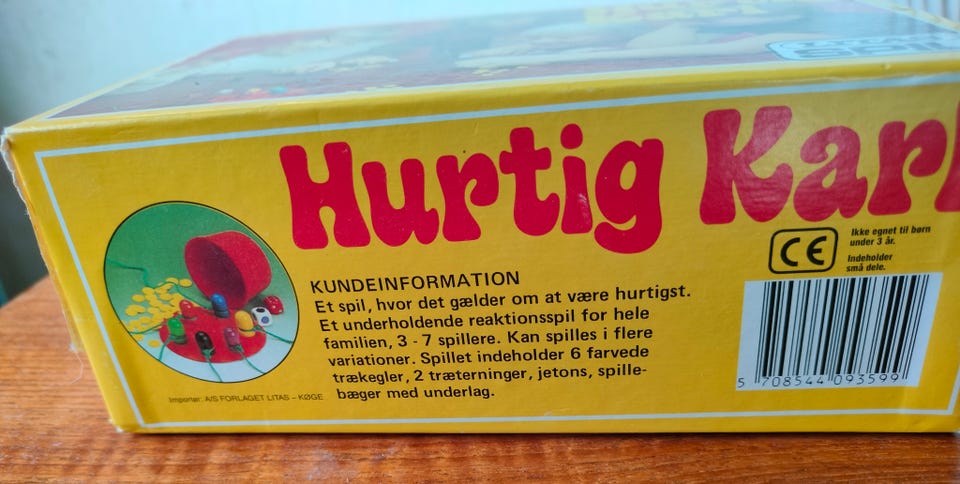 Hurtig Karl
KUNDEINFORMATION
Et spil, hvor det gælder om at være hurtigst.
Et underholdende reaktionsspil for hele
familien, 3 - 7 spillere. Kan spilles i flere
variationer. Spillet indeholder 6 farvede
trækegler, 2 træterninger, jetons, spille-
bæger med underlag.
Importør: A/S FORLAGET LITAS – KØGE
CE
Ikke egnet til børn
under 3 år.
Indeholder
små dele.
5 708544 093599